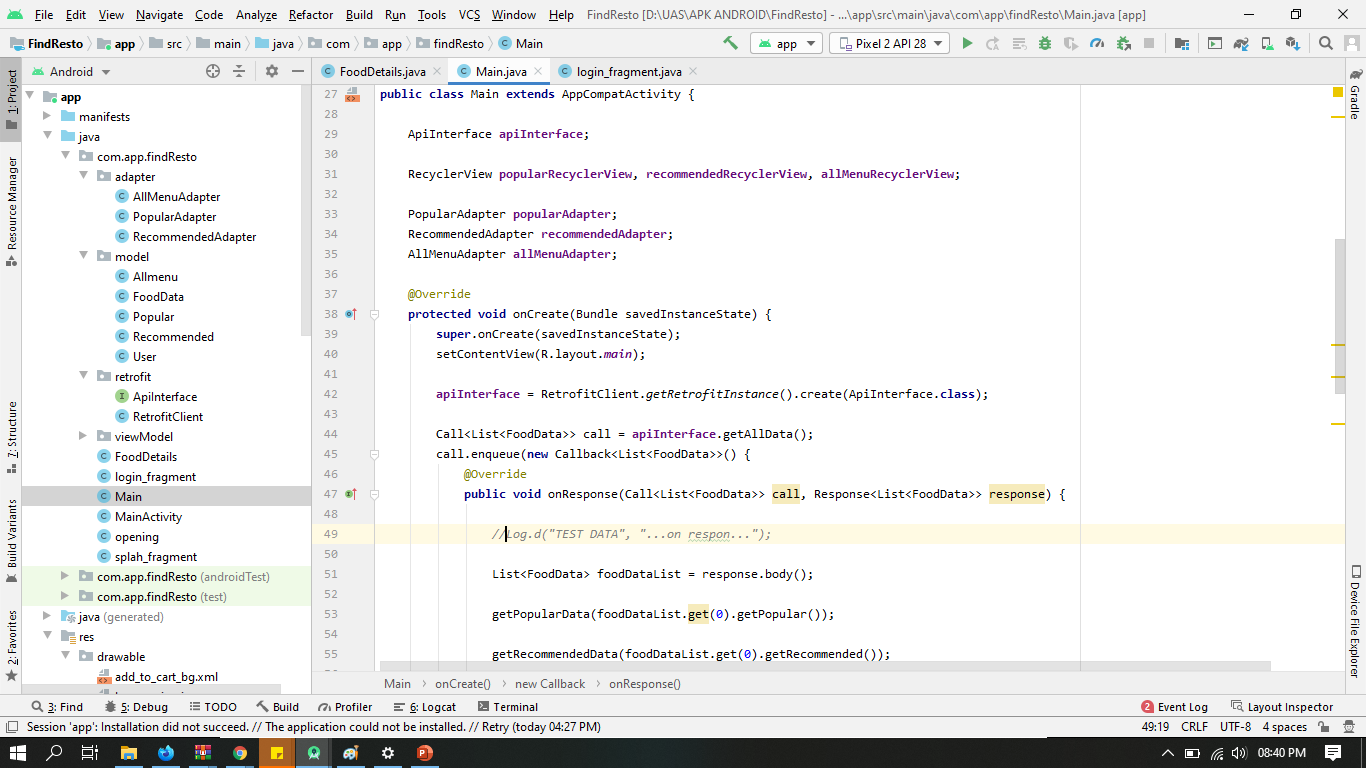 File Edit View Navigate Code Analyze Refactor Build Run Tools VCS Window Help FindResto [D:\UAS\APK ANDROID\FindResto] - ...\app\src\main\java\com\app\findResto\Main.java [app]
FindResto app src main java com app findResto Main app Pixel 2 API 28
1: Project
Resource Manager
Z: Structure
Build Variants
2: Favorites
Android
app
manifests
java
com.app.findResto
adapter
AllMenuAdapter
PopularAdapter
RecommendedAdapter
model
Allmenu
FoodData
Popular
Recommended
User
retrofit
ApiInterface
RetrofitClient
viewModel
FoodDetails
login_fragment
Main
MainActivity
opening
splah_fragment
com.app.findResto (androidTest)
com.app.findResto (test)
java (generated)
res
drawable
add_to_cart_bg.xml
FoodDetails.java Main.java login_fragment.java
27 public class Main extends AppCompatActivity {
28
29 ApiInterface apiInterface;
30
31 RecyclerView popularRecyclerView, recommendedRecyclerView, allMenuRecyclerView;
32
33 PopularAdapter popularAdapter;
34 RecommendedAdapter recommendedAdapter;
35 AllMenuAdapter allMenuAdapter;
36
37 @Override
38 protected void onCreate(Bundle savedInstanceState) {
39 super.onCreate(savedInstanceState);
40 setContentView(R.layout.main);
41
42 apiInterface = RetrofitClient.getRetrofitInstance().create(ApiInterface.class);
43
44 Call<List<FoodData>> call = apiInterface.getAllData();
45 call.enqueue(new Callback<List<FoodData>>() {
46 @Override
47 public void onResponse(Call<List<FoodData>> call, Response<List<FoodData>> response) {
48
49 //Log.d("TEST DATA", "...on respon...");
50
51 List<FoodData> foodDataList = response.body();
52
53 getPopularData(foodDataList.get(0).getPopular());
54
55 getRecommendedData(foodDataList.get(0).getRecommended());
Main onCreate() new Callback onResponse()
Gradle
Device File Explorer
3: Find 5: Debug TODO Build Profiler 6: Logcat Terminal 2 Event Log Layout Inspector
Session 'app': Installation did not succeed. // The application could not be installed. // Retry (today 04:27 PM) 49:19 CRLF UTF-8 4 spaces
08:40 PM